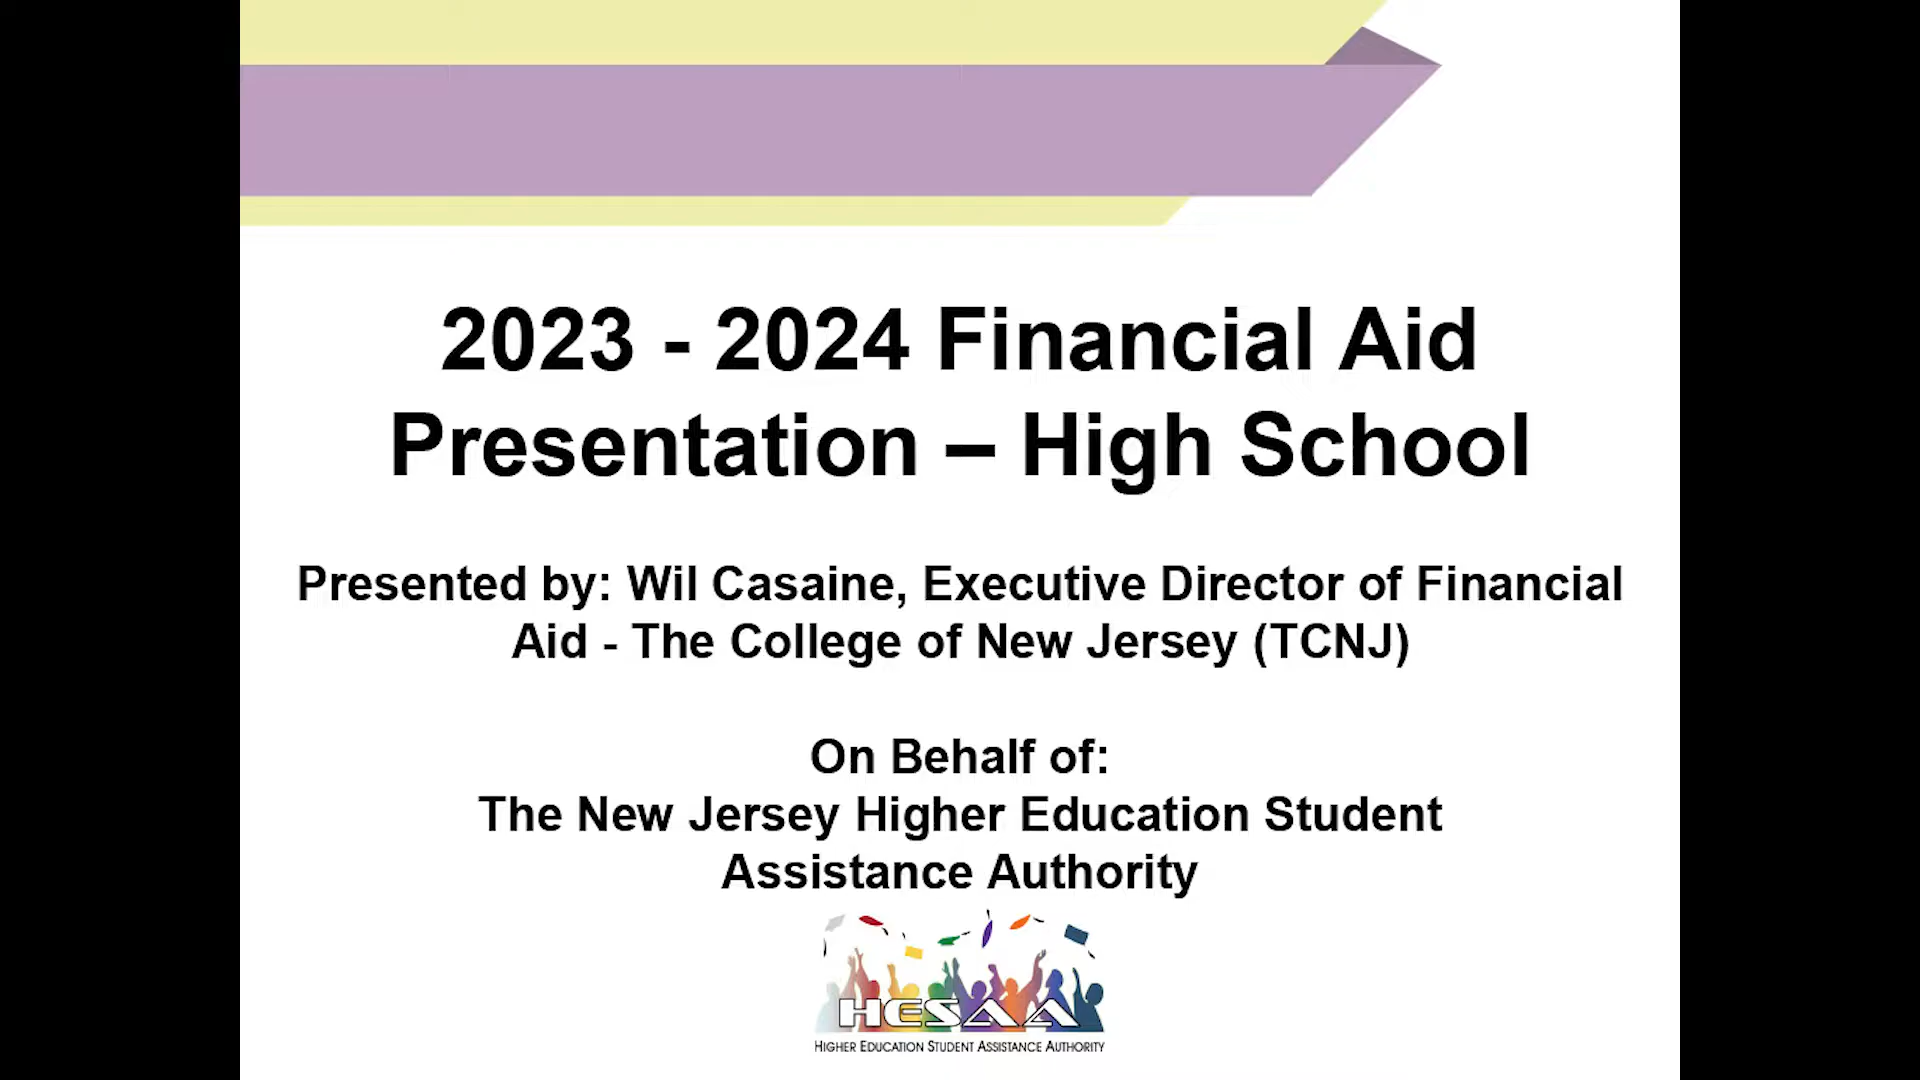 2023 - 2024 Financial Aid
Presentation – High School
Presented by: Wil Casaine, Executive Director of Financial
Aid - The College of New Jersey (TCNJ)
On Behalf of:
The New Jersey Higher Education Student
Assistance Authority
HESAA
HIGHER EDUCATION STUDENT ASSISTANCE AUTHORITY